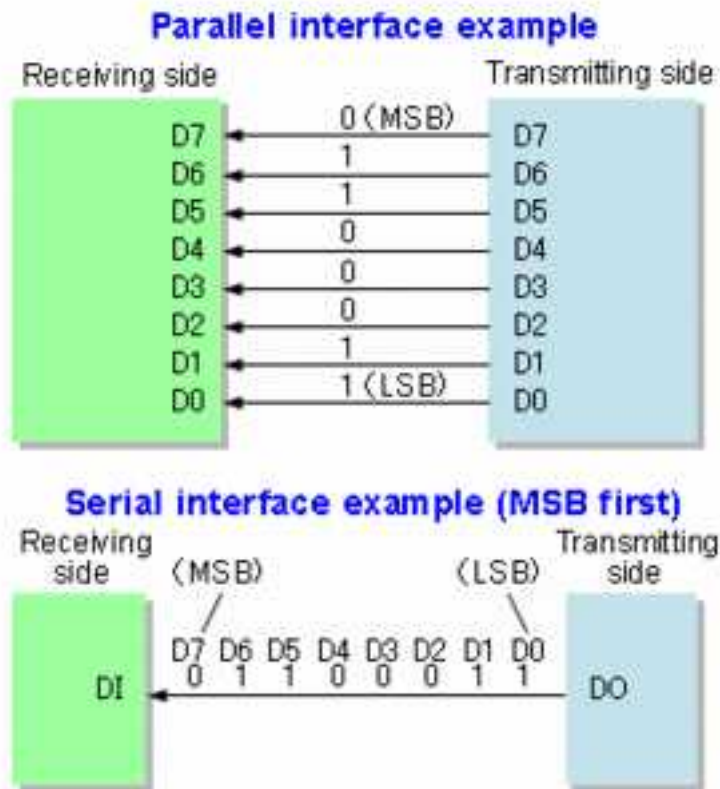 Parallel interface example
Receiving side
Transmitting side
D7 0 (MSB) D7
D6 1 D6
D5 1 D5
D4 0 D4
D3 0 D3
D2 0 D2
D1 1 D1
D0 1 (LSB) D0
Serial interface example (MSB first)
Receiving side
Transmitting side
(MSB) (LSB)
D7 D6 D5 D4 D3 D2 D1 D0
0 1 1 0 0 0 1 1
DI DO